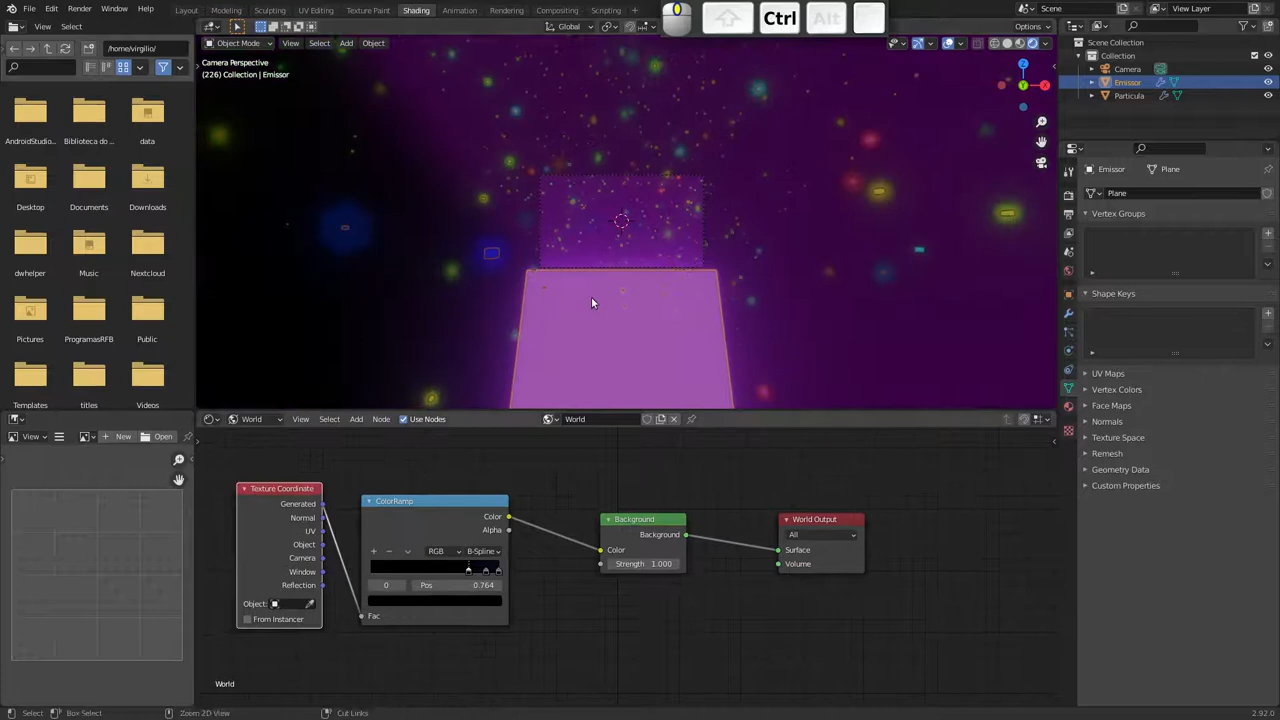 File Edit Render Window Help
Layout Modeling Sculpting UV Editing Texture Paint Shading Animation Rendering Compositing Scripting
Ctrl Alt
Scene
View Layer
View Select
Global
Options
/home/virgilio/
Object Mode View Select Add Object
Camera Perspective
(226) Collection | Emissor
AndroidStudio...
Biblioteca do ...
data
Desktop
Documents
Downloads
dwhelper
Music
Nextcloud
Pictures
ProgramasRFB
Public
Templates
titles
Videos
Scene Collection
Collection
Camera
Emissor
Particula
Emissor Plane
Plane
Vertex Groups
Shape Keys
UV Maps
Vertex Colors
Face Maps
Normals
Texture Space
Remesh
Geometry Data
Custom Properties
World View Select Add Node Use Nodes World
View New Open
Texture Coordinate
Generated
Normal
UV
Object
Camera
Window
Reflection
Object:
From Instancer
ColorRamp
Color
Alpha
RGB B-Spline
0 Pos 0.764
Fac
Background
Background
Color
Strength 1.000
World Output
All
Surface
Volume
World
Select Box Select Zoom 2D View Cut Links 2.92.0